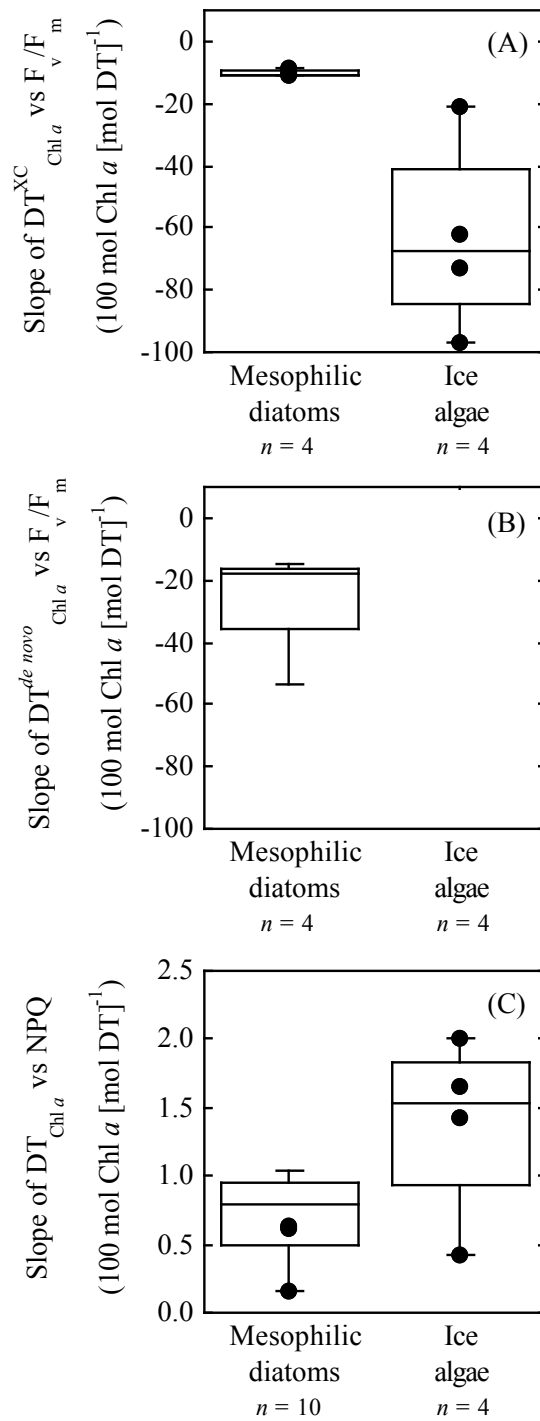 (A)
Slope of DT^XC_Chl a vs F_v/F_m
(100 mol Chl a [mol DT]^-1)
0
-20
-40
-60
-80
-100
Mesophilic Ice
diatoms algae
n = 4 n = 4
(B)
Slope of DT^de novo_Chl a vs F_v/F_m
(100 mol Chl a [mol DT]^-1)
0
-20
-40
-60
-80
-100
Mesophilic Ice
diatoms algae
n = 4 n = 4
(C)
Slope of DT_Chl a vs NPQ
(100 mol Chl a [mol DT]^-1)
2.5
2.0
1.5
1.0
0.5
0.0
Mesophilic Ice
diatoms algae
n = 10 n = 4